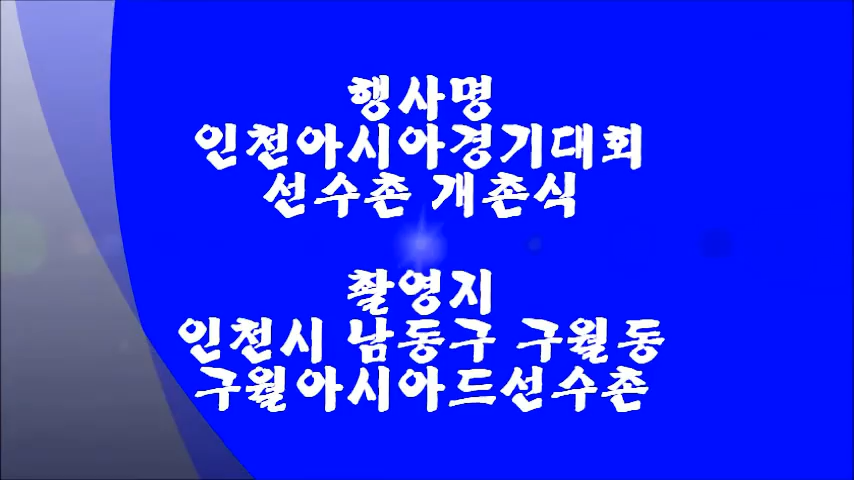 행사명
인천아시아경기대회
선수촌 개촌식
촬영지
인천시 남동구 구월동
구월아시아드선수촌